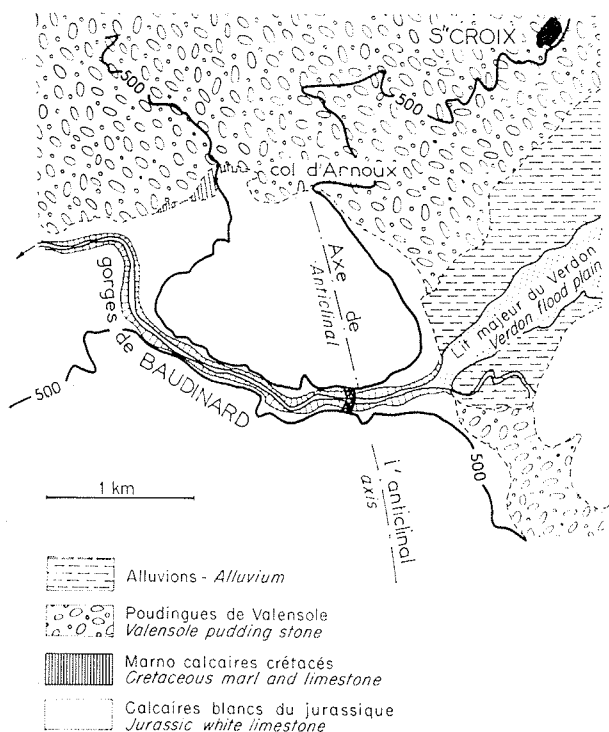 Sᵗᵉ CROIX
500
500
col d'Arnoux
Axe de
Anticlinal
Lit majeur du Verdon
Verdon flood plain
gorges de BAUDINARD
500
500
l'anticlinal
axis
1 km
Alluvions - Alluvium
Poudingues de Valensole
Valensole pudding stone
Marno calcaires crétacés
Cretaceous marl and limestone
Calcaires blancs du jurassique
Jurassic white limestone